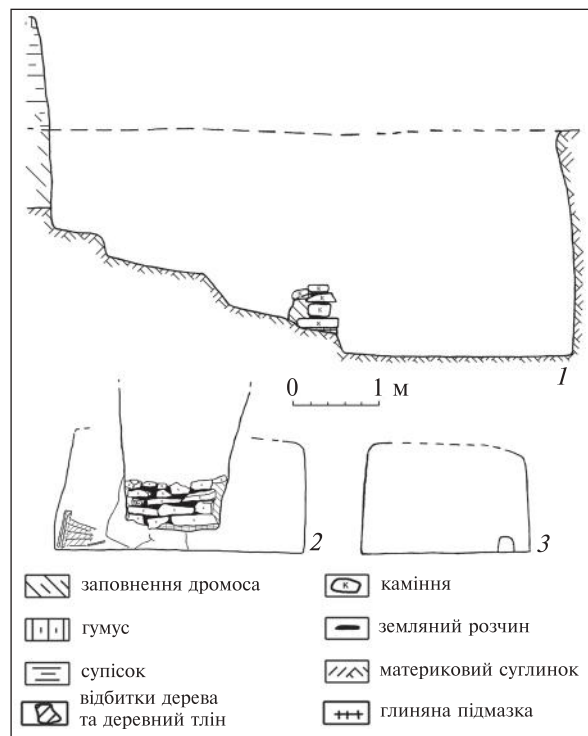 1
0 1 м
2
3
заповнення дромоса
гумус
супісок
відбитки дерева
та деревний тлін
к каміння
земляний розчин
материковий суглинок
глиняна підмазка